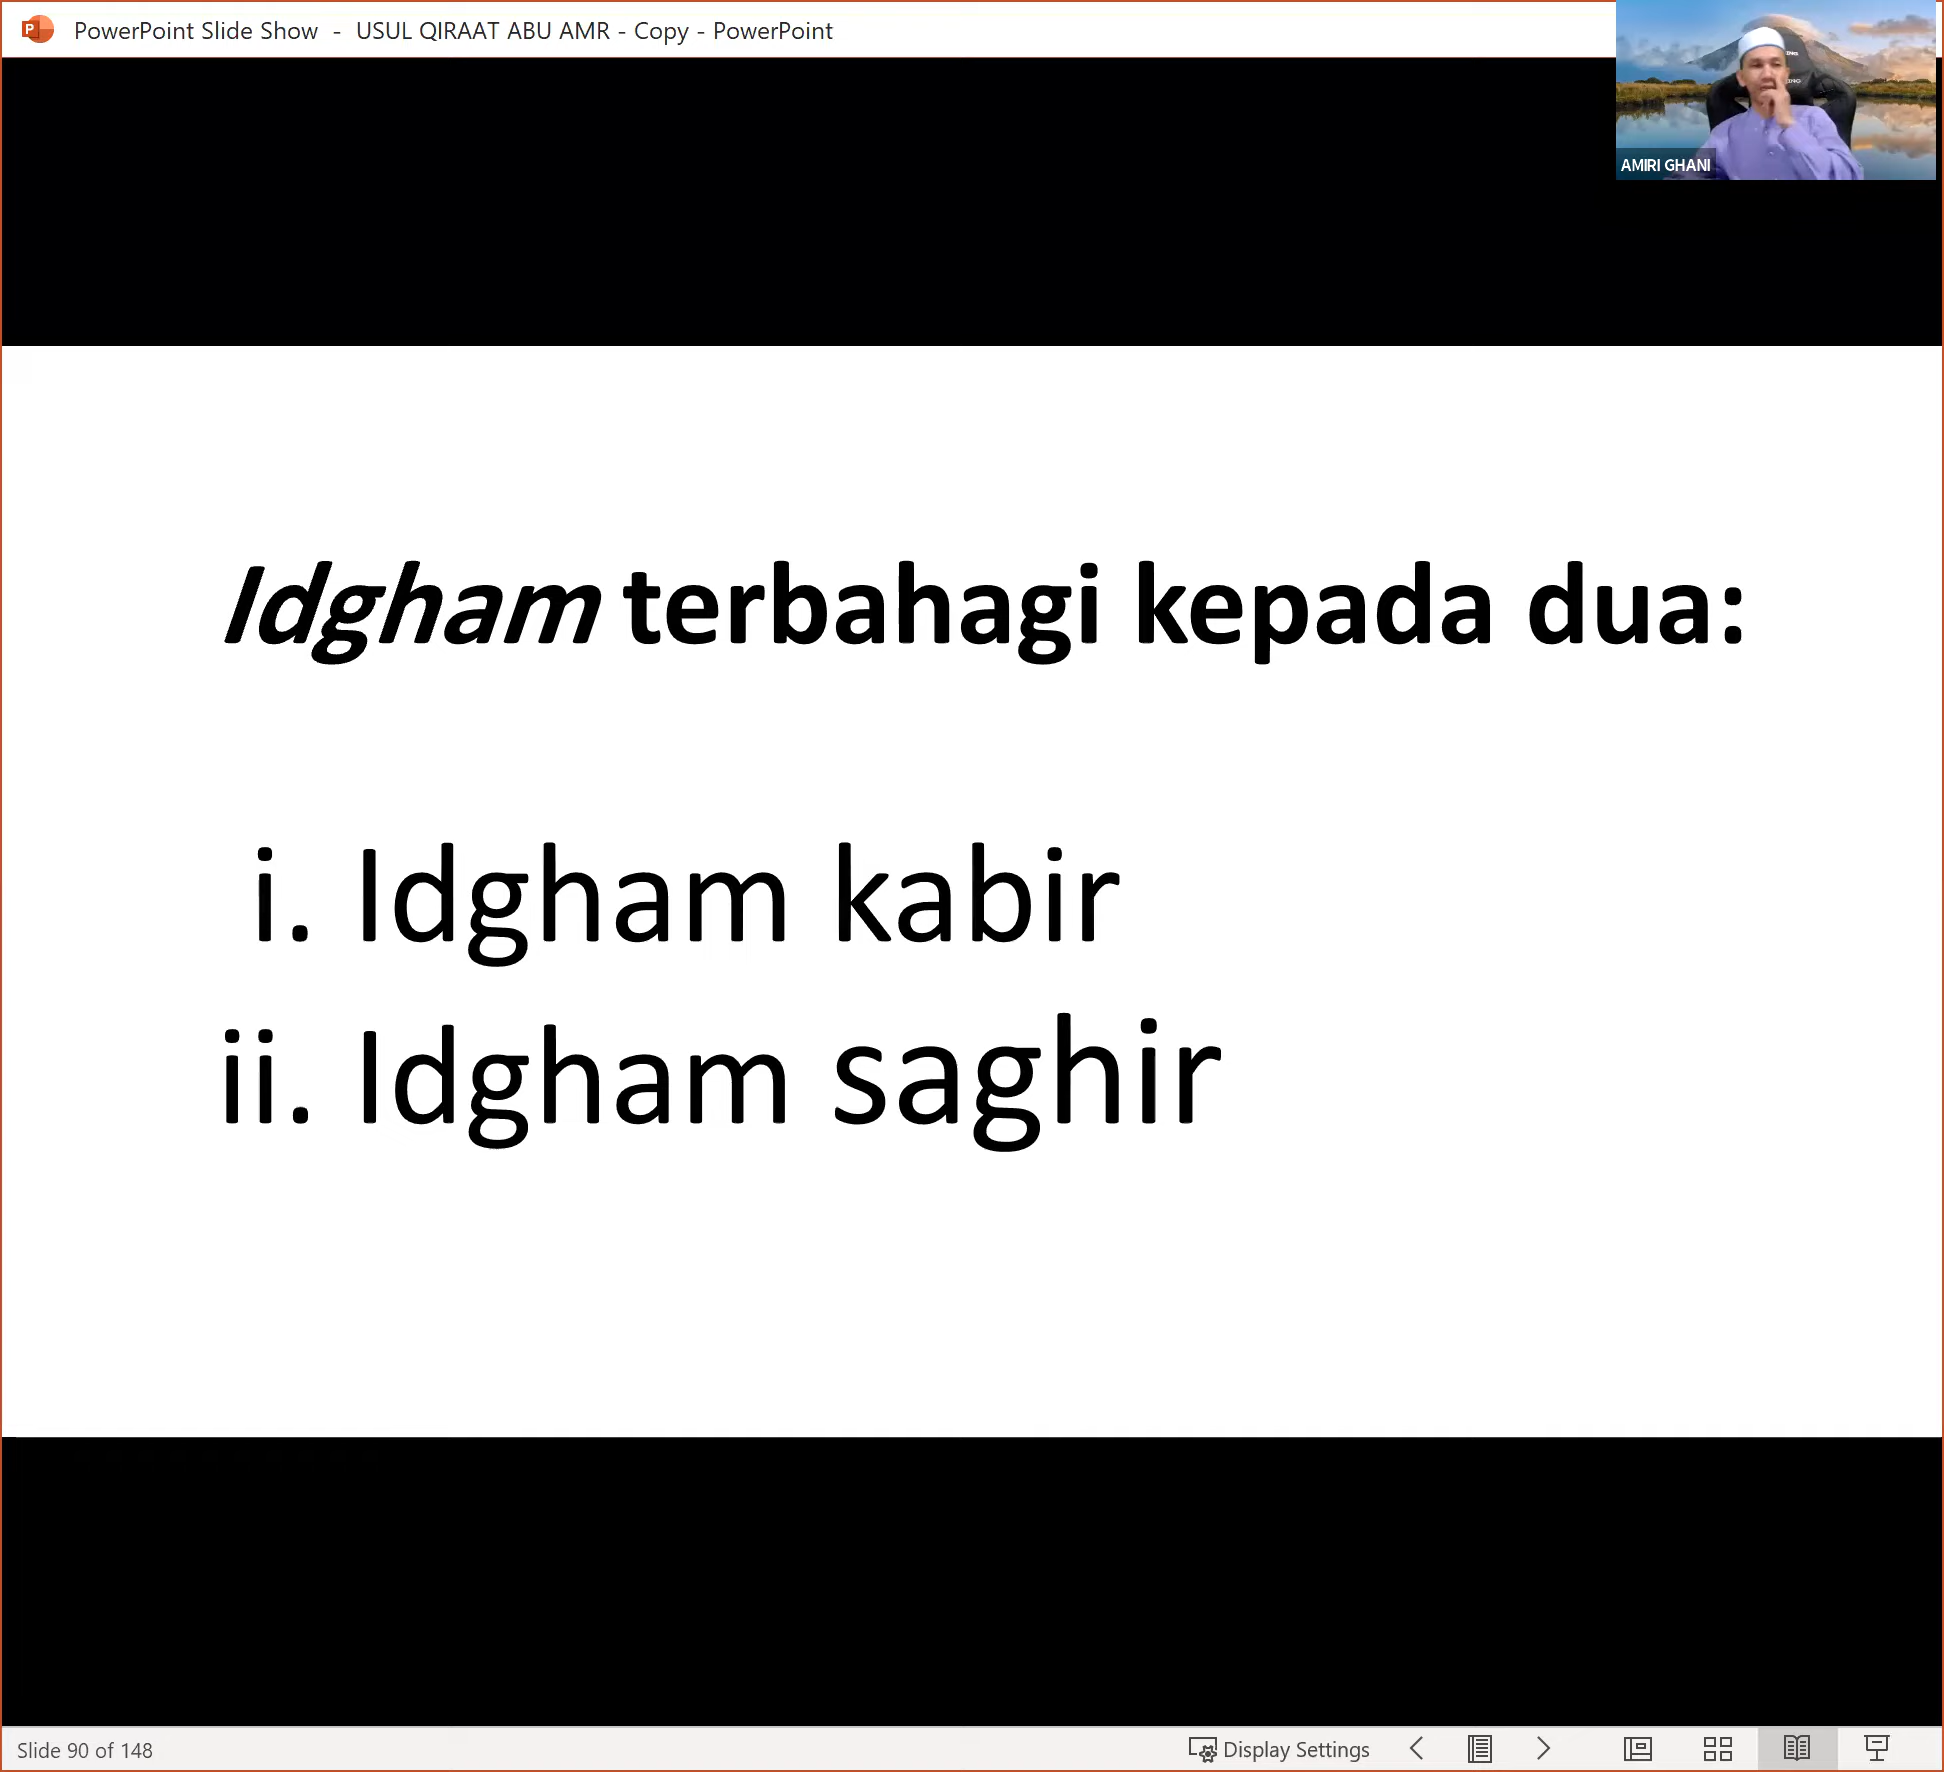 PowerPoint Slide Show - USUL QIRAAT ABU AMR - Copy - PowerPoint
AMIRI GHANI
Idgham terbahagi kepada dua:
i. Idgham kabir
ii. Idgham saghir
Slide 90 of 148
Display Settings